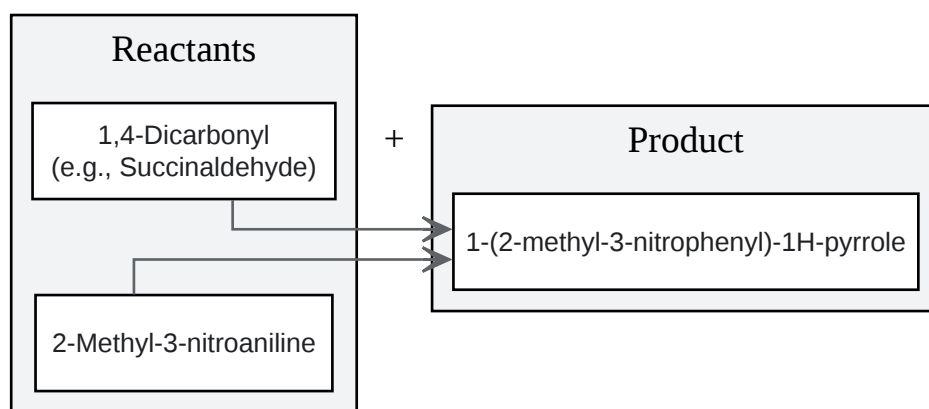 Reactants
1,4-Dicarbonyl
(e.g., Succinaldehyde)
2-Methyl-3-nitroaniline
+
Product
1-(2-methyl-3-nitrophenyl)-1H-pyrrole